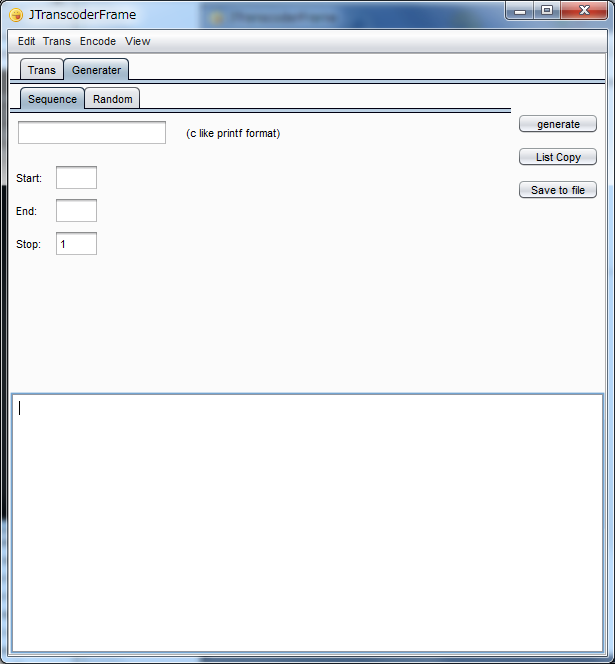 JTranscoderFrame
Edit Trans Encode View
Trans Generater
Sequence Random
(c like printf format)
generate
List Copy
Save to file
Start:
End:
Stop: 1